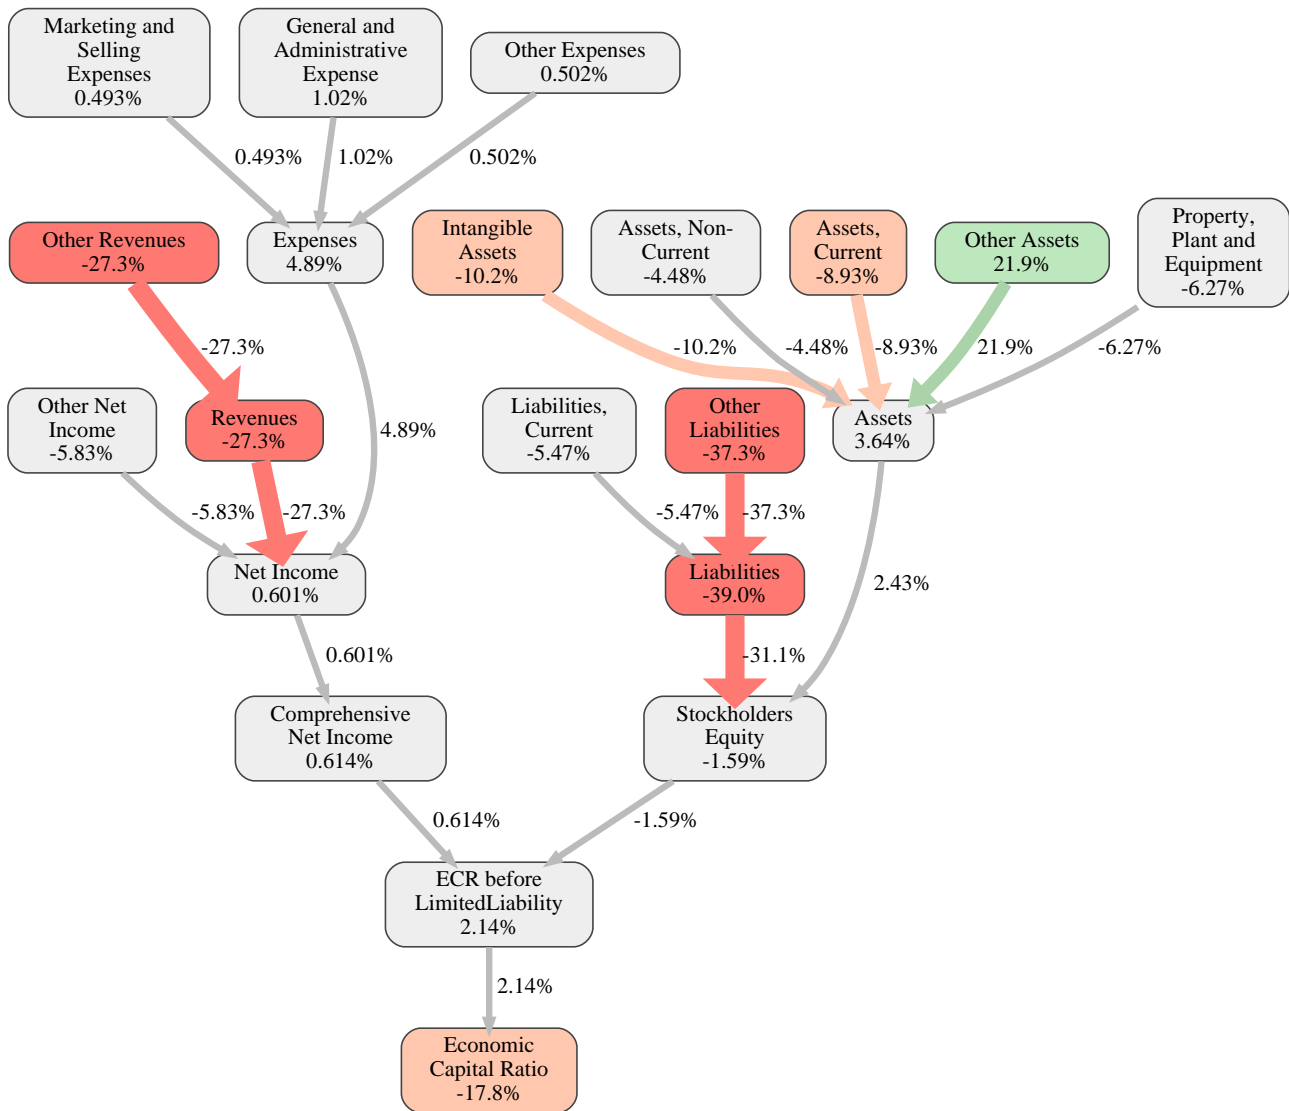 Marketing and
Selling
Expenses
0.493%
General and
Administrative
Expense
1.02%
Other Expenses
0.502%
0.493%
1.02%
0.502%
Other Revenues
-27.3%
Expenses
4.89%
Intangible
Assets
-10.2%
Assets, Non-
Current
-4.48%
Assets,
Current
-8.93%
Other Assets
21.9%
Property,
Plant and
Equipment
-6.27%
-27.3%
-10.2%
-4.48%
-8.93%
21.9%
-6.27%
Other Net
Income
-5.83%
Revenues
-27.3%
4.89%
Liabilities,
Current
-5.47%
Other
Liabilities
-37.3%
Assets
3.64%
-5.83%
-27.3%
-5.47%
-37.3%
Net Income
0.601%
Liabilities
-39.0%
2.43%
0.601%
-31.1%
Comprehensive
Net Income
0.614%
Stockholders
Equity
-1.59%
0.614%
-1.59%
ECR before
LimitedLiability
2.14%
2.14%
Economic
Capital Ratio
-17.8%